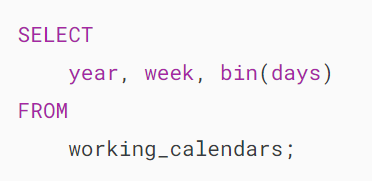 SELECT
    year, week, bin(days)
FROM
    working_calendars;